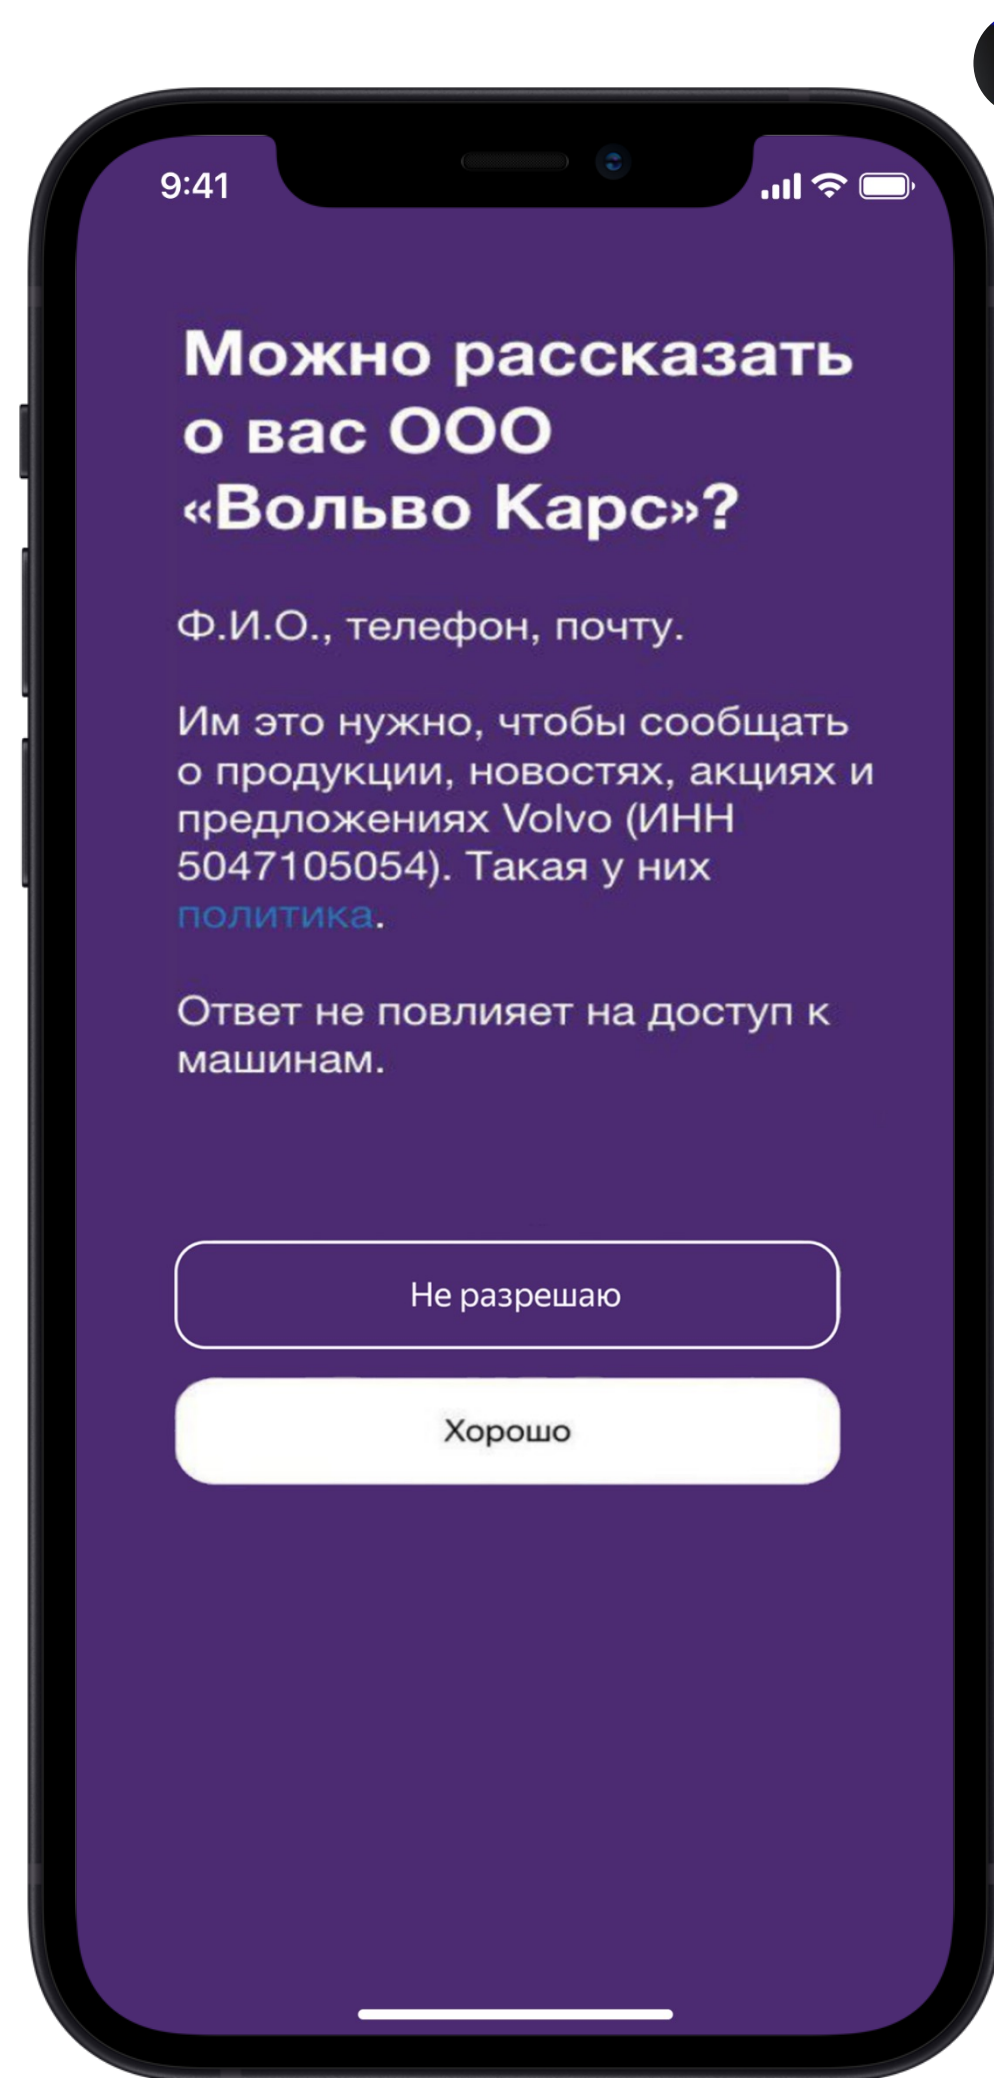 9:41
Можно рассказать
о вас ООО
«Вольво Карс»?
Ф.И.О., телефон, почту.
Им это нужно, чтобы сообщать
о продукции, новостях, акциях и
предложениях Volvo (ИНН
5047105054). Такая у них
политика.
Ответ не повлияет на доступ к
машинам.
Не разрешаю
Хорошо